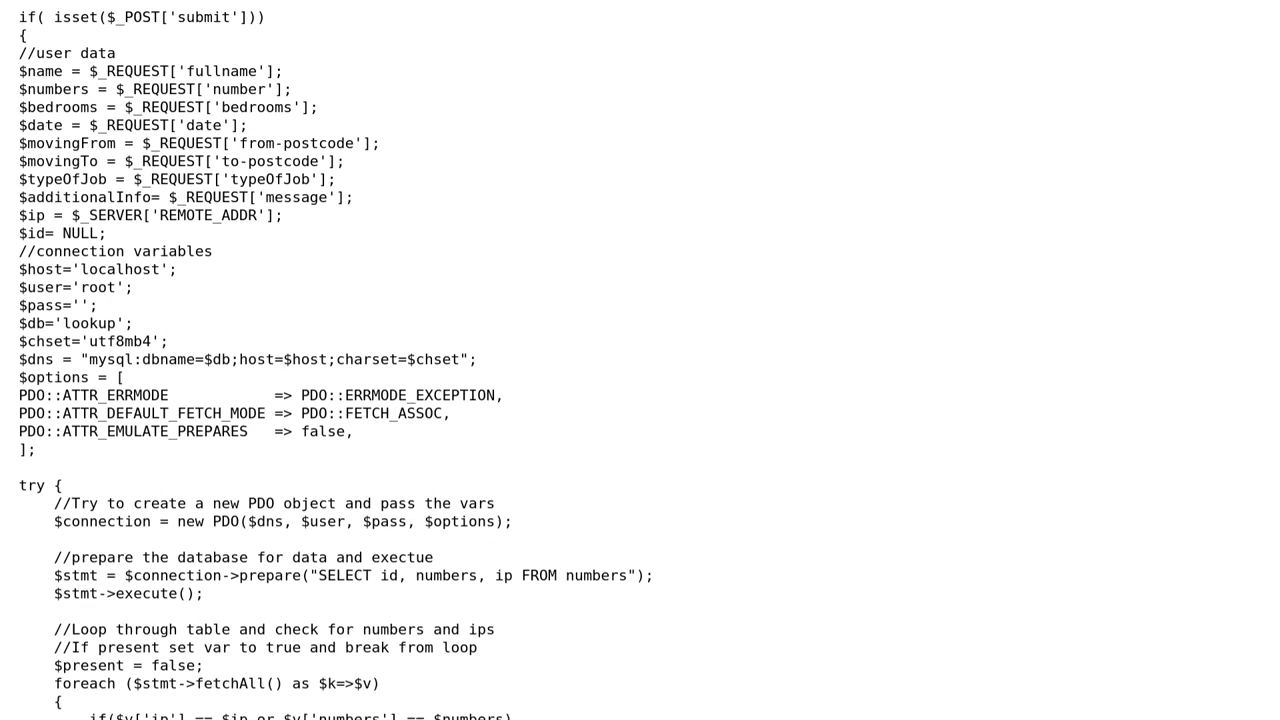 if( isset($_POST['submit']))
{
//user data
$name = $_REQUEST['fullname'];
$numbers = $_REQUEST['number'];
$bedrooms = $_REQUEST['bedrooms'];
$date = $_REQUEST['date'];
$movingFrom = $_REQUEST['from-postcode'];
$movingTo = $_REQUEST['to-postcode'];
$typeOfJob = $_REQUEST['typeOfJob'];
$additionalInfo= $_REQUEST['message'];
$ip = $_SERVER['REMOTE_ADDR'];
$id= NULL;
//connection variables
$host='localhost';
$user='root';
$pass='';
$db='lookup';
$chset='utf8mb4';
$dns = "mysql:dbname=$db;host=$host;charset=$chset";
$options = [
PDO::ATTR_ERRMODE            => PDO::ERRMODE_EXCEPTION,
PDO::ATTR_DEFAULT_FETCH_MODE => PDO::FETCH_ASSOC,
PDO::ATTR_EMULATE_PREPARES   => false,
];

try {
    //Try to create a new PDO object and pass the vars
    $connection = new PDO($dns, $user, $pass, $options);

    //prepare the database for data and exectue
    $stmt = $connection->prepare("SELECT id, numbers, ip FROM numbers");
    $stmt->execute();

    //Loop through table and check for numbers and ips
    //If present set var to true and break from loop
    $present = false;
    foreach ($stmt->fetchAll() as $k=>$v)
    {
        if($v['ip'] == $ip or $v['numbers'] == $numbers)